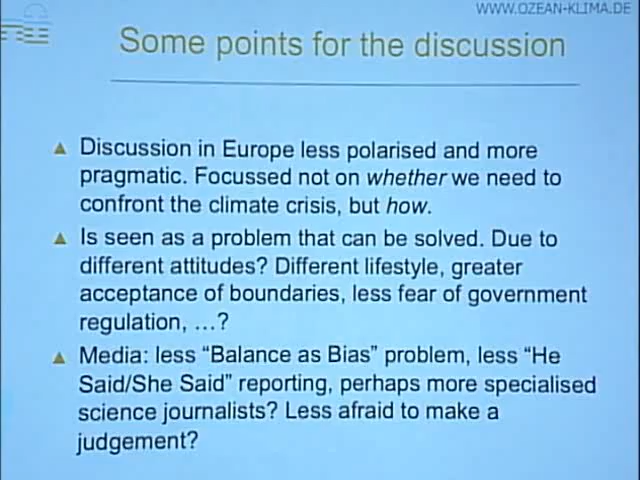 WWW.OZEAN-KLIMA.DE
Some points for the discussion
Discussion in Europe less polarised and more
pragmatic. Focussed not on whether we need to
confront the climate crisis, but how.
Is seen as a problem that can be solved. Due to
different attitudes? Different lifestyle, greater
acceptance of boundaries, less fear of government
regulation, …?
Media: less “Balance as Bias” problem, less “He
Said/She Said” reporting, perhaps more specialised
science journalists? Less afraid to make a
judgement?